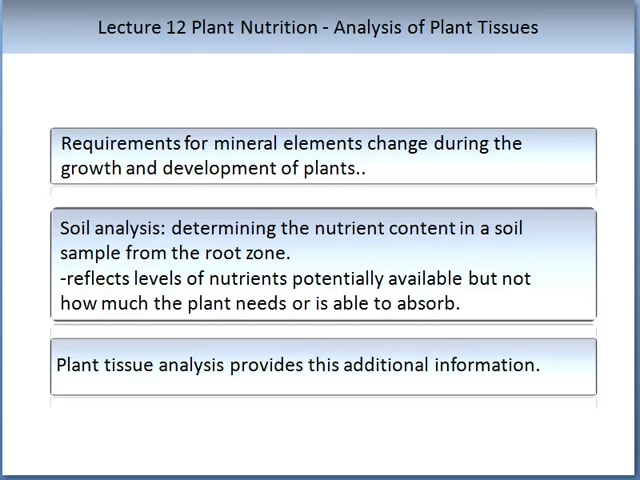 Lecture 12 Plant Nutrition - Analysis of Plant Tissues
Requirements for mineral elements change during the
growth and development of plants..
Soil analysis: determining the nutrient content in a soil
sample from the root zone.
-reflects levels of nutrients potentially available but not
how much the plant needs or is able to absorb.
Plant tissue analysis provides this additional information.